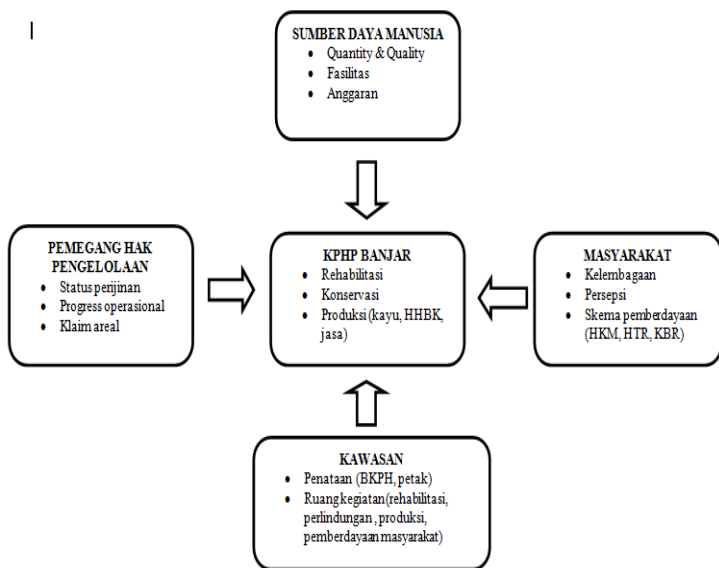 SUMBER DAYA MANUSIA
• Quantity & Quality
• Fasilitas
• Anggaran
PEMEGANG HAK
PENGELOLAAN
• Status perijinan
• Progress operasional
• Klaim areal
KPHP BANJAR
• Rehabilitasi
• Konservasi
• Produksi (kayu, HHBK,
jasa)
MASYARAKAT
• Kelembagaan
• Persepsi
• Skema pemberdayaan
(HKM, HTR, KBR)
KAWASAN
• Penataan (BKPH, petak)
• Ruang kegiatan(rehabilitasi,
perlindungan , produksi,
pemberdayaan masyarakat)